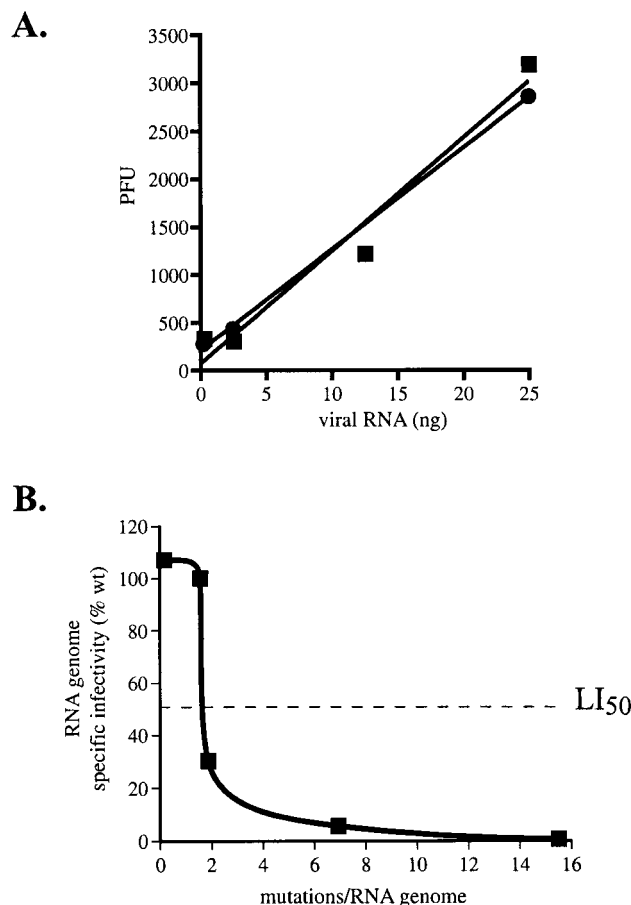 A.
3500
3000
2500
2000
1500
1000
500
0
PFU
0 5 10 15 20 25
viral RNA (ng)
B.
120
100
80
60
40
20
0
RNA genome
specific infectivity (% wt)
LI50
0 2 4 6 8 10 12 14 16
mutations/RNA genome